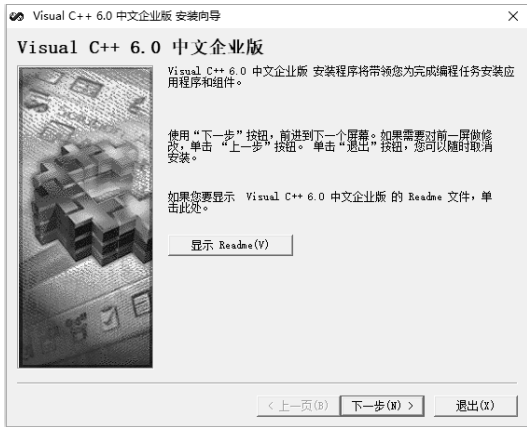 Visual C++ 6.0 中文企业版 安装向导
Visual C++ 6.0 中文企业版
Visual C++ 6.0 中文企业版 安装程序将带领您为完成编程任务安装应
用程序和组件。
使用“下一步”按钮，前进到下一个屏幕。如果需要对前一屏做修
改，单击 “上一步”按钮。 单击“退出”按钮，您可以随时取消
安装。
如果您要显示 Visual C++ 6.0 中文企业版 的 Readme 文件，单
击此处。
显示 Readme(V)
< 上一页(B)
下一步(N) >
退出(X)